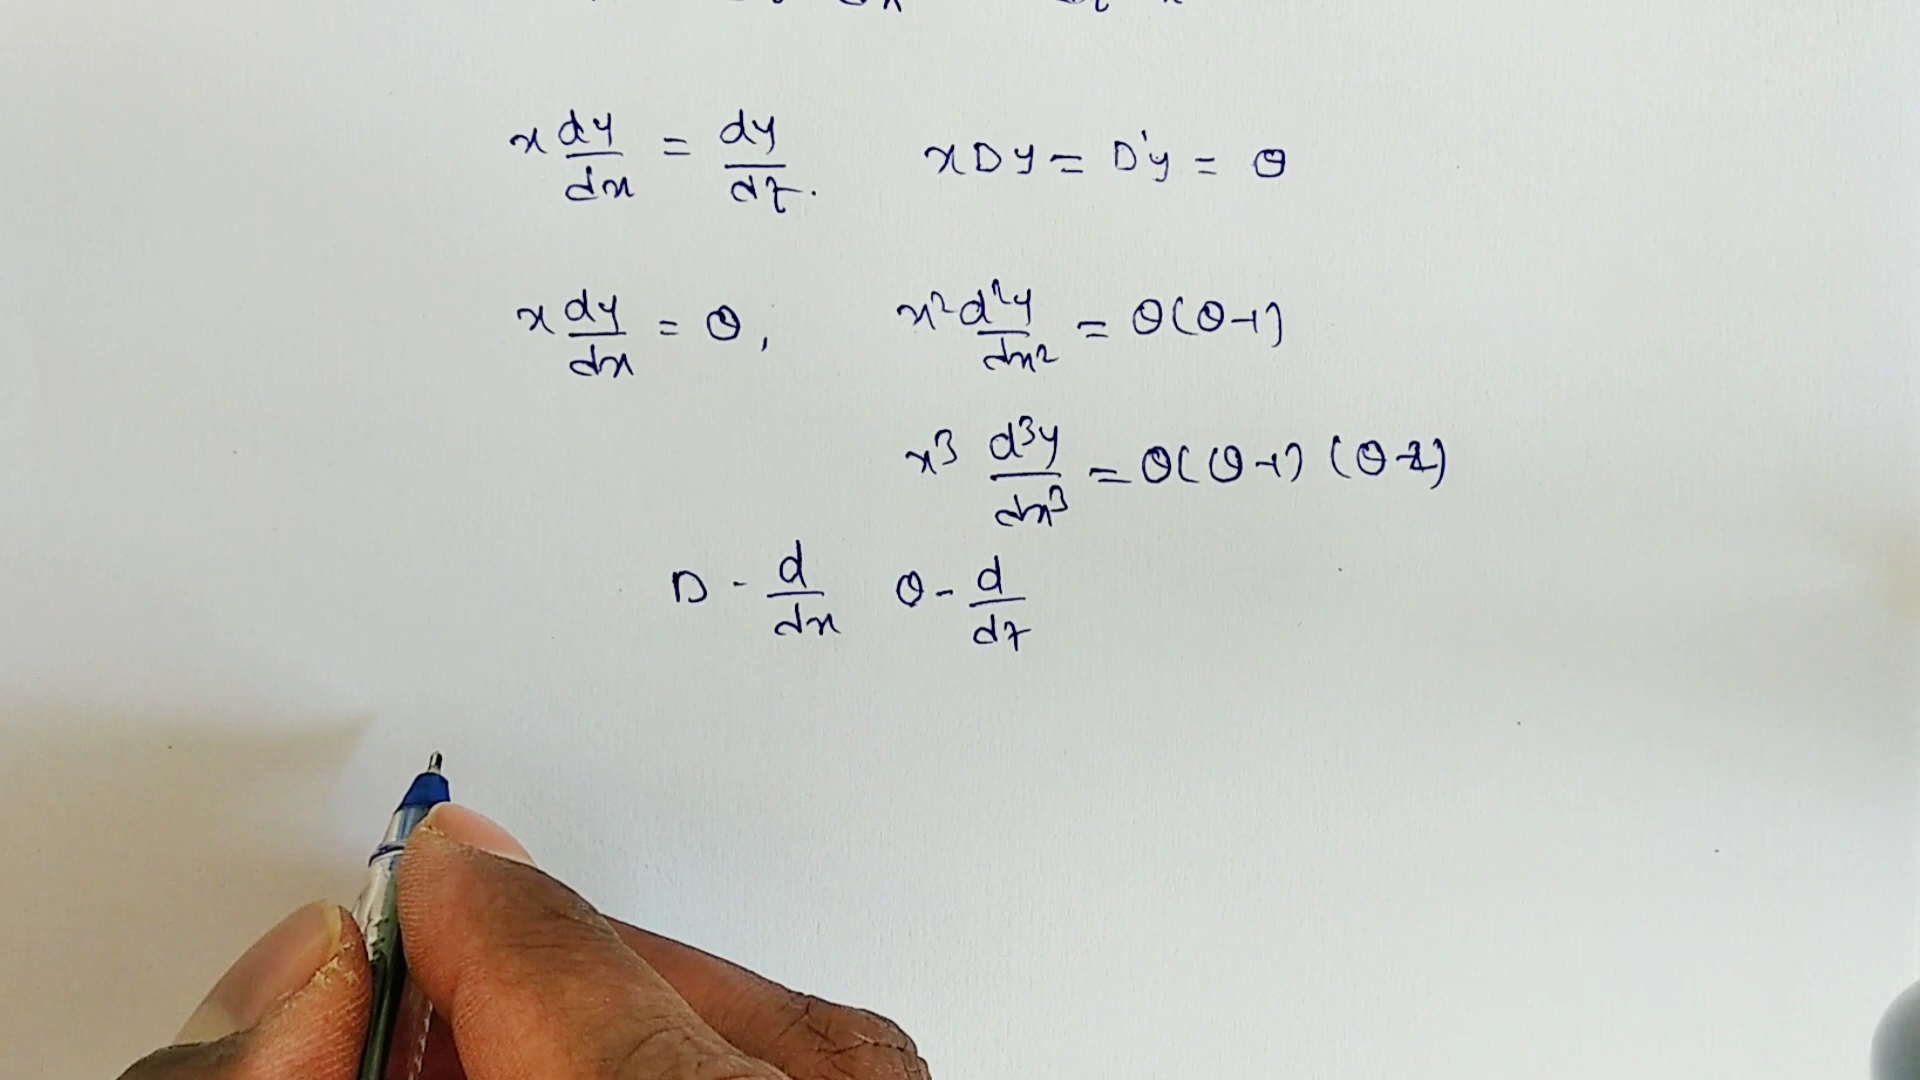 x dy/dx = dy/dz. xDy = D'y = θ
x dy/dx = θ, x² d²y/dx² = θ(θ-1)
x³ d³y/dx³ = θ(θ-1)(θ-2)
D - d/dx θ - d/dz